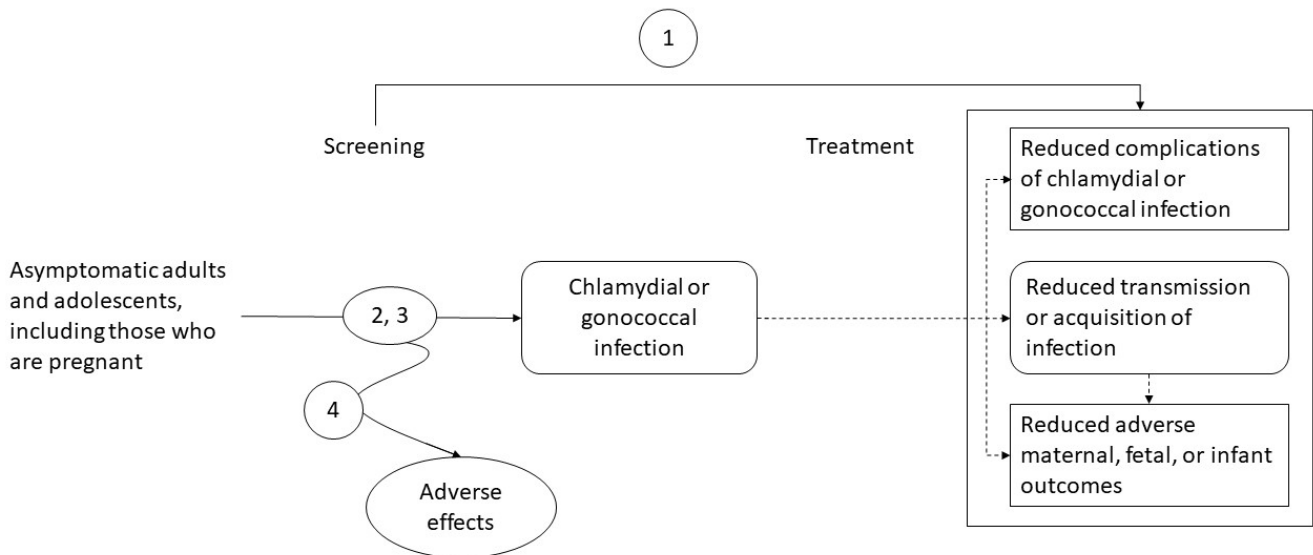 1
Screening
Treatment
Reduced complications
of chlamydial or
gonococcal infection
Asymptomatic adults
and adolescents,
including those who
are pregnant
2, 3
Chlamydial or
gonococcal
infection
Reduced transmission
or acquisition of
infection
4
Adverse
effects
Reduced adverse
maternal, fetal, or infant
outcomes